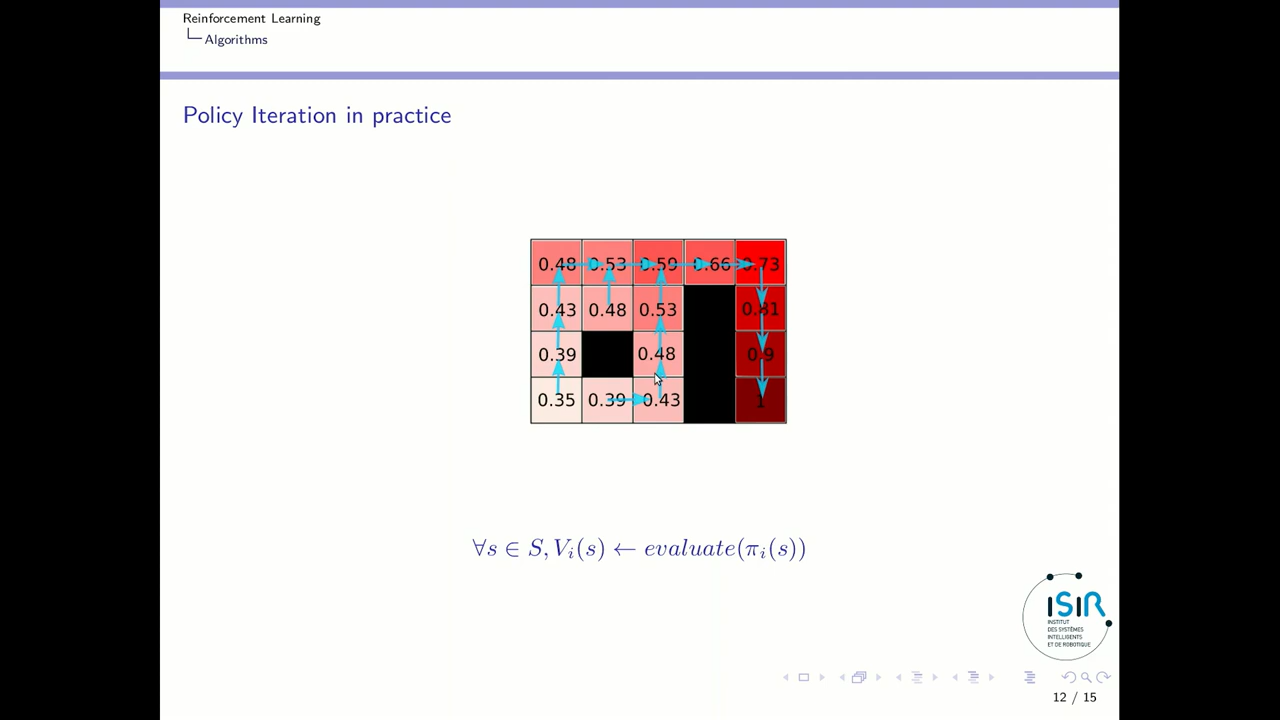 Reinforcement Learning
Algorithms
Policy Iteration in practice
0.48 0.53 0.59 0.66 0.73
0.43 0.48 0.53 0.81
0.39 0.48 0.9
0.35 0.39 0.43 1
∀s ∈ S, V_i(s) ← evaluate(π_i(s))
ISIR
INSTITUT
DES SYSTÈMES
INTELLIGENTS
ET DE ROBOTIQUE
12 / 15